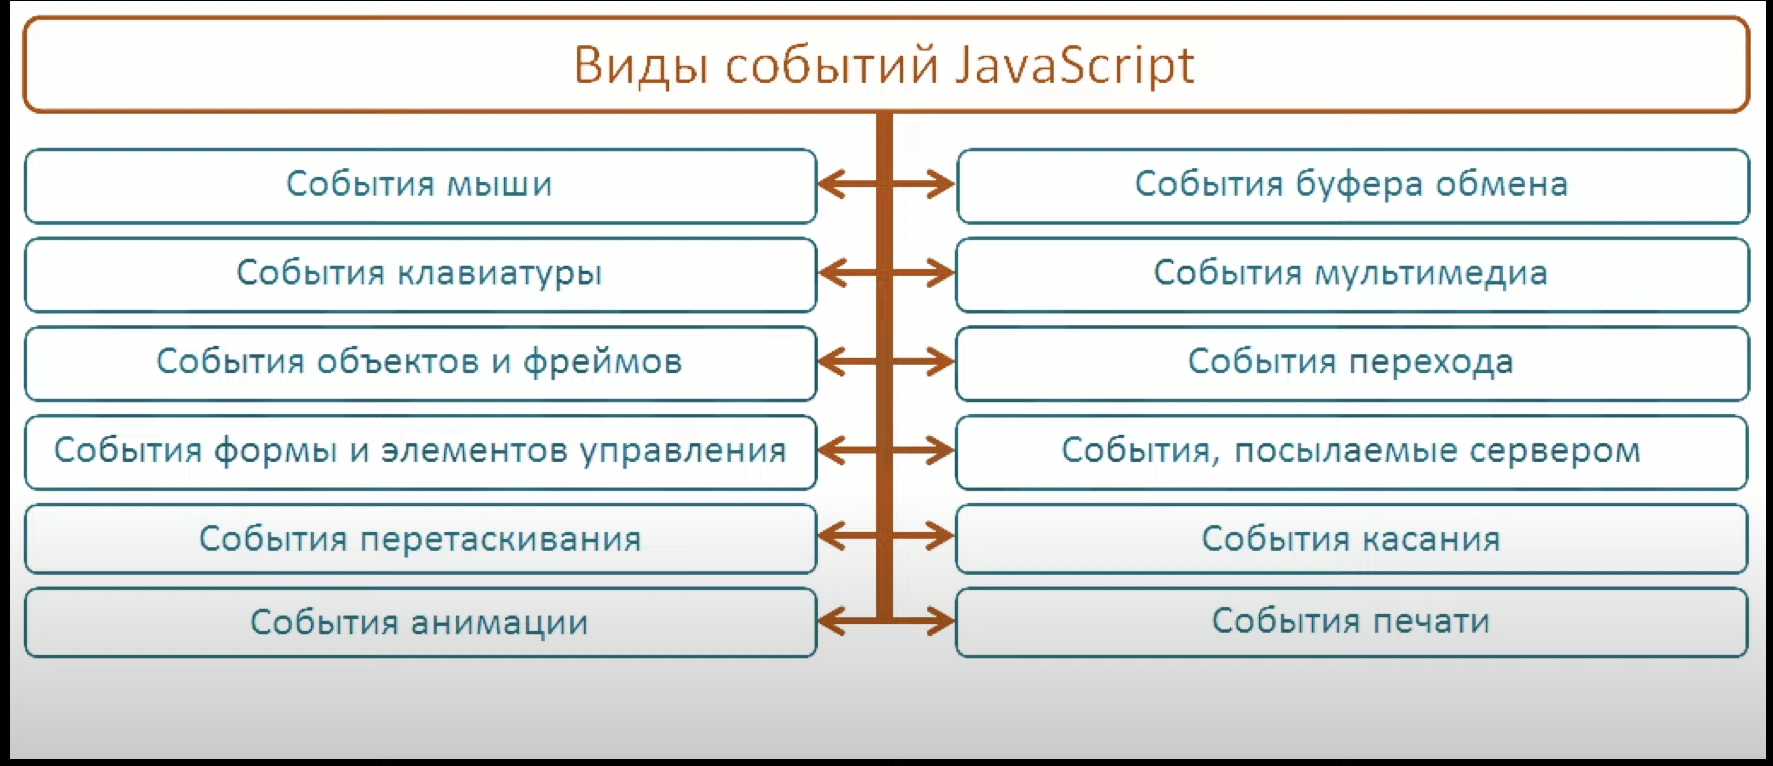 Виды событий JavaScript
События мыши
События буфера обмена
События клавиатуры
События мультимедиа
События объектов и фреймов
События перехода
События формы и элементов управления
События, посылаемые сервером
События перетаскивания
События касания
События анимации
События печати